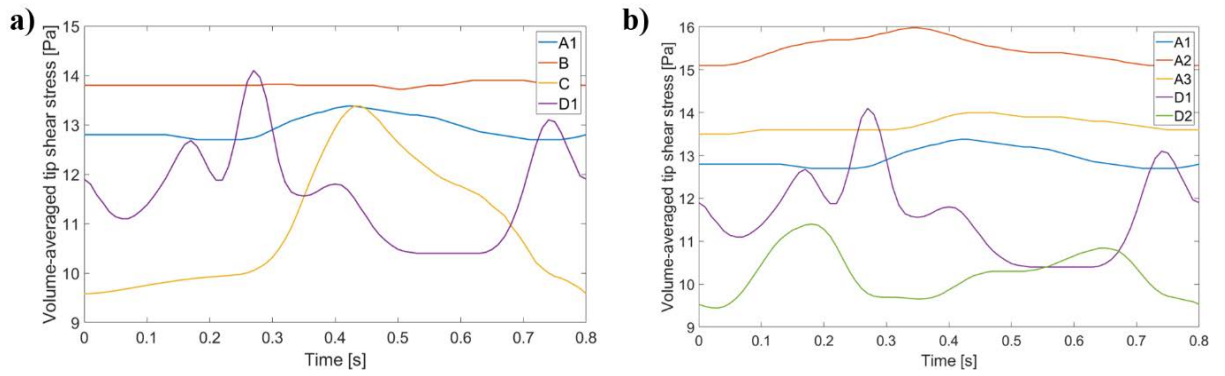 a)
Volume-averaged tip shear stress [Pa]
15
14
13
12
11
10
9
0 0.1 0.2 0.3 0.4 0.5 0.6 0.7 0.8
Time [s]
A1
B
C
D1
b)
Volume-averaged tip shear stress [Pa]
16
15
14
13
12
11
10
9
0 0.1 0.2 0.3 0.4 0.5 0.6 0.7 0.8
Time [s]
A1
A2
A3
D1
D2